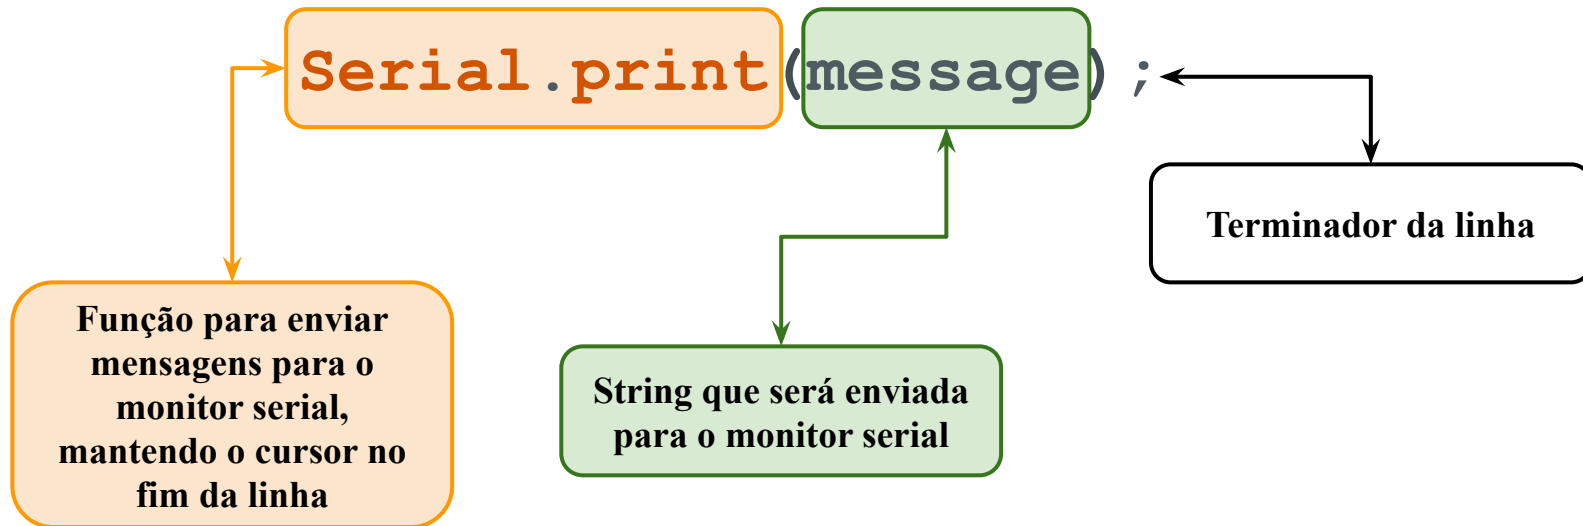 Serial.print(message);
Terminador da linha
Função para enviar
mensagens para o
monitor serial,
mantendo o cursor no
fim da linha
String que será enviada
para o monitor serial